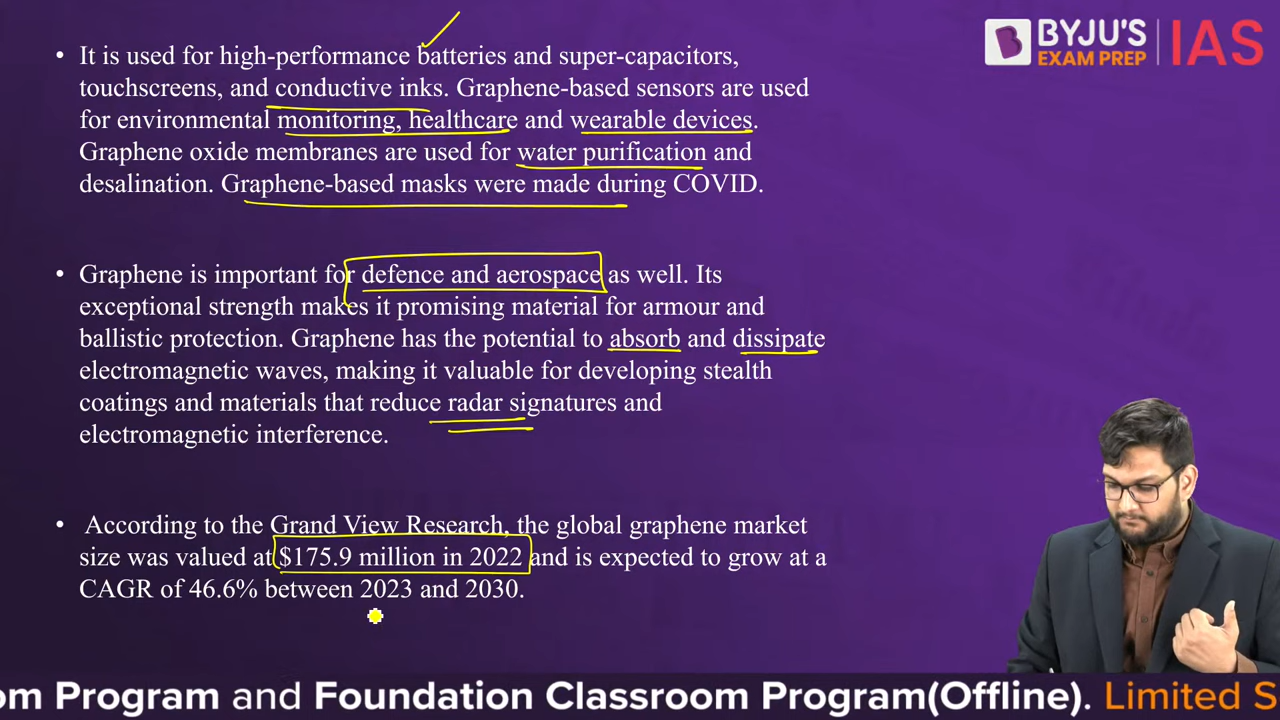 • It is used for high-performance batteries and super-capacitors,
touchscreens, and conductive inks. Graphene-based sensors are used
for environmental monitoring, healthcare and wearable devices.
Graphene oxide membranes are used for water purification and
desalination. Graphene-based masks were made during COVID.
• Graphene is important for defence and aerospace as well. Its
exceptional strength makes it promising material for armour and
ballistic protection. Graphene has the potential to absorb and dissipate
electromagnetic waves, making it valuable for developing stealth
coatings and materials that reduce radar signatures and
electromagnetic interference.
• According to the Grand View Research, the global graphene market
size was valued at $175.9 million in 2022 and is expected to grow at a
CAGR of 46.6% between 2023 and 2030.
BYJU'S
EXAM PREP
IAS
om Program and Foundation Classroom Program(Offline). Limited S